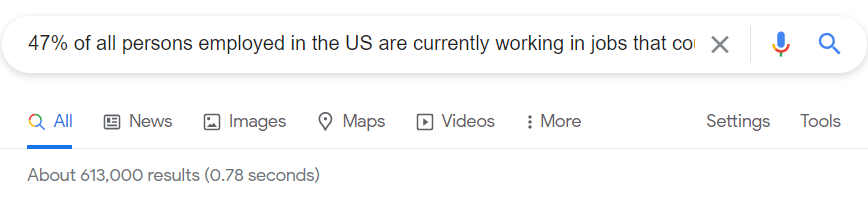 47% of all persons employed in the US are currently working in jobs that
All News Images Maps Videos More Settings Tools
About 613,000 results (0.78 seconds)